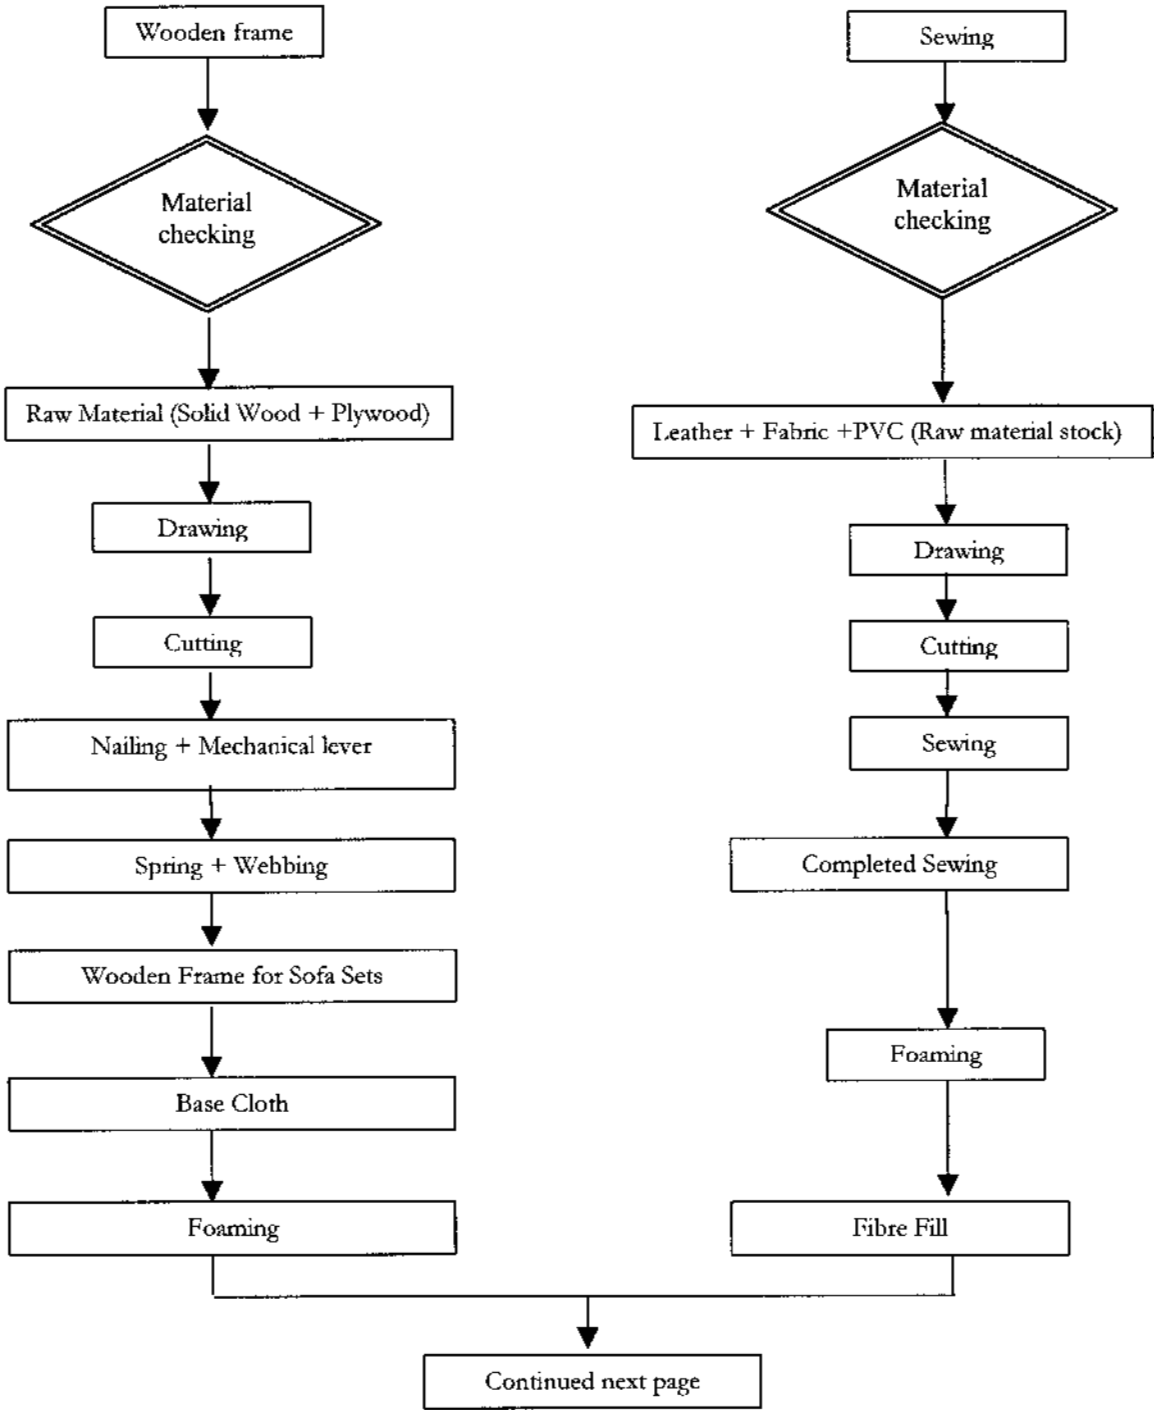 Wooden frame
Material
checking
Raw Material (Solid Wood + Plywood)
Drawing
Cutting
Nailing + Mechanical lever
Spring + Webbing
Wooden Frame for Sofa Sets
Base Cloth
Foaming
Sewing
Material
checking
Leather + Fabric +PVC (Raw material stock)
Drawing
Cutting
Sewing
Completed Sewing
Foaming
Fibre Fill
Continued next page